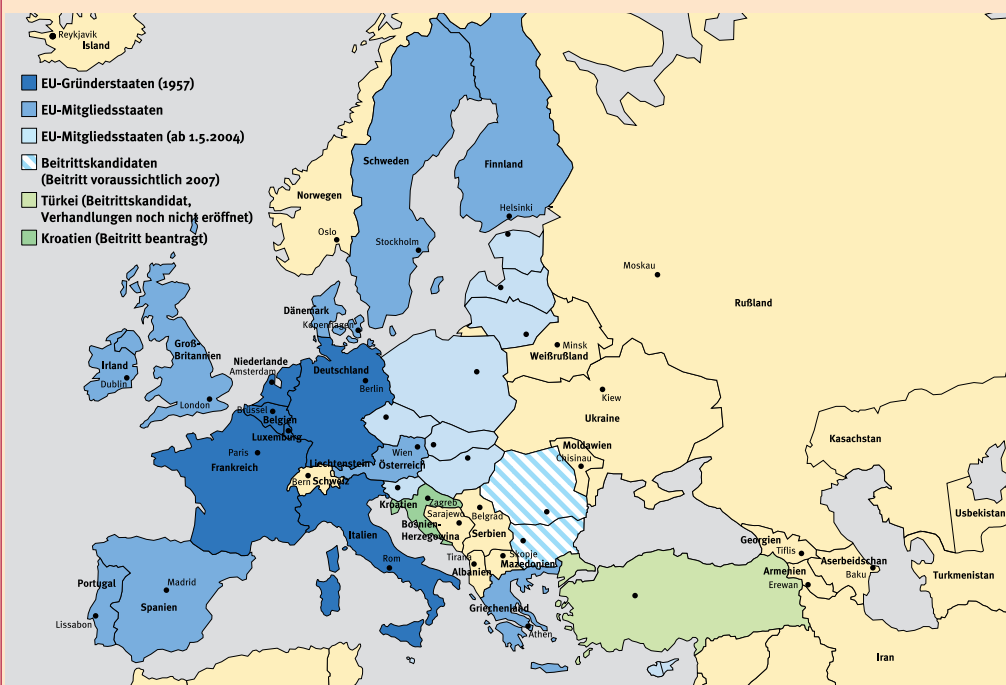 Reykjavik
Island
EU-Gründerstaaten (1957)
EU-Mitgliedsstaaten
EU-Mitgliedsstaaten (ab 1.5.2004)
Beitrittskandidaten
(Beitritt voraussichtlich 2007)
Türkei (Beitrittskandidat,
Verhandlungen noch nicht eröffnet)
Kroatien (Beitritt beantragt)
Schweden
Finnland
Norwegen
Helsinki
Oslo
Stockholm
Moskau
Rußland
Dänemark
Kopenhagen
Groß-
Britannien
Irland
Dublin
London
Niederlande
Amsterdam
Deutschland
Berlin
Minsk
Weißrußland
Kiew
Ukraine
Brüssel
Belgien
Luxemburg
Paris
Frankreich
Wien
Liechtenstein
Österreich
Bern
Schweiz
Moldawien
Chisinau
Kasachstan
Usbekistan
Kroatien
Zagreb
Sarajewo
Belgrad
Bosnien-
Herzegowina
Serbien
Italien
Rom
Tirana
Albanien
Skopje
Mazedonien
Georgien
Tiflis
Armenien
Erewan
Aserbeidschan
Baku
Turkmenistan
Portugal
Lissabon
Madrid
Spanien
Griechenland
Athen
Iran